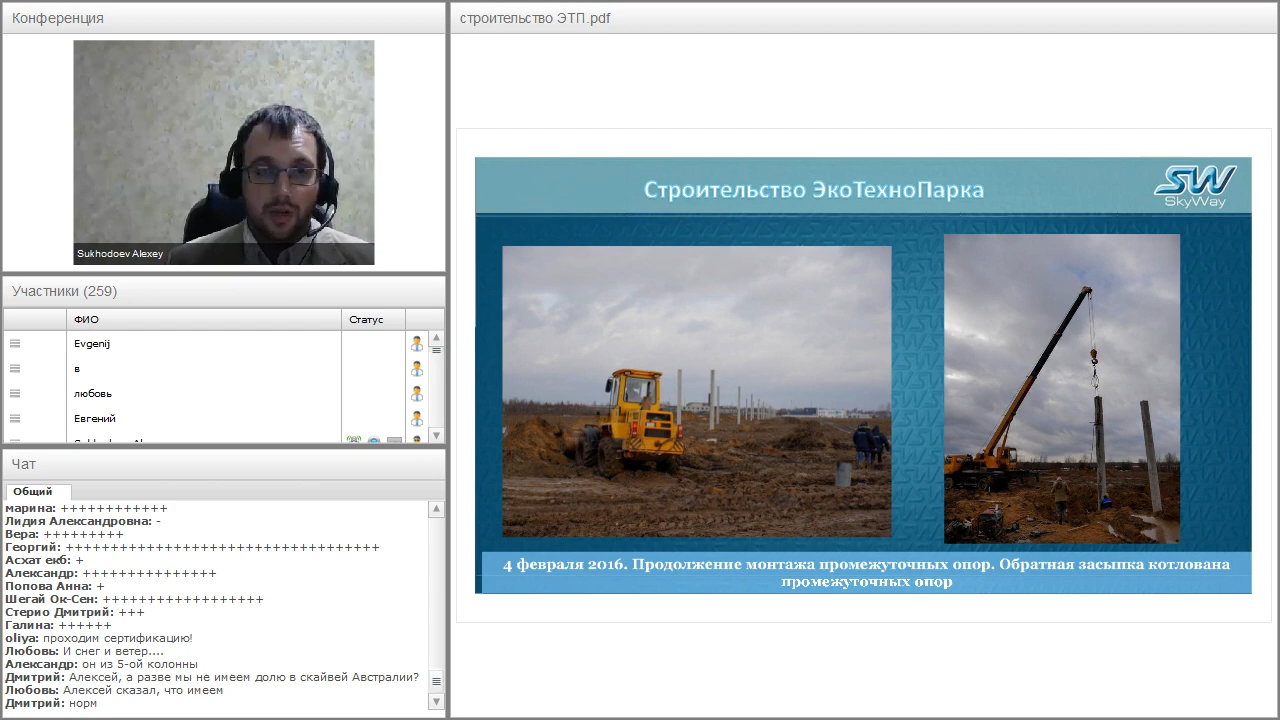 Конференция
Sukhodoev Alexey
Участники (259)
ФИО Статус
Evgenij
в
любовь
Евгений
Чат
Общий
марина: ++++++++++++
Лидия Александровна: -
Вера: +++++++++
Георгий: ++++++++++++++++++++++++++++++++++++
Асхат екб: +
Александр: +++++++++++++++
Попова Анна: +
Шегай Ок-Сен: ++++++++++++++++++
Стерио Дмитрий: +++
Галина: ++++++
oliya: проходим сертификацию!
Любовь: И снег и ветер....
Александр: он из 5-ой колонны
Дмитрий: Алексей, а разве мы не имеем долю в скайвей Австралии?
Любовь: Алексей сказал, что имеем
Дмитрий: норм
строительство ЭТП.pdf
Строительство ЭкоТехноПарка
SW
SkyWay
4 февраля 2016. Продолжение монтажа промежуточных опор. Обратная засыпка котлована
промежуточных опор